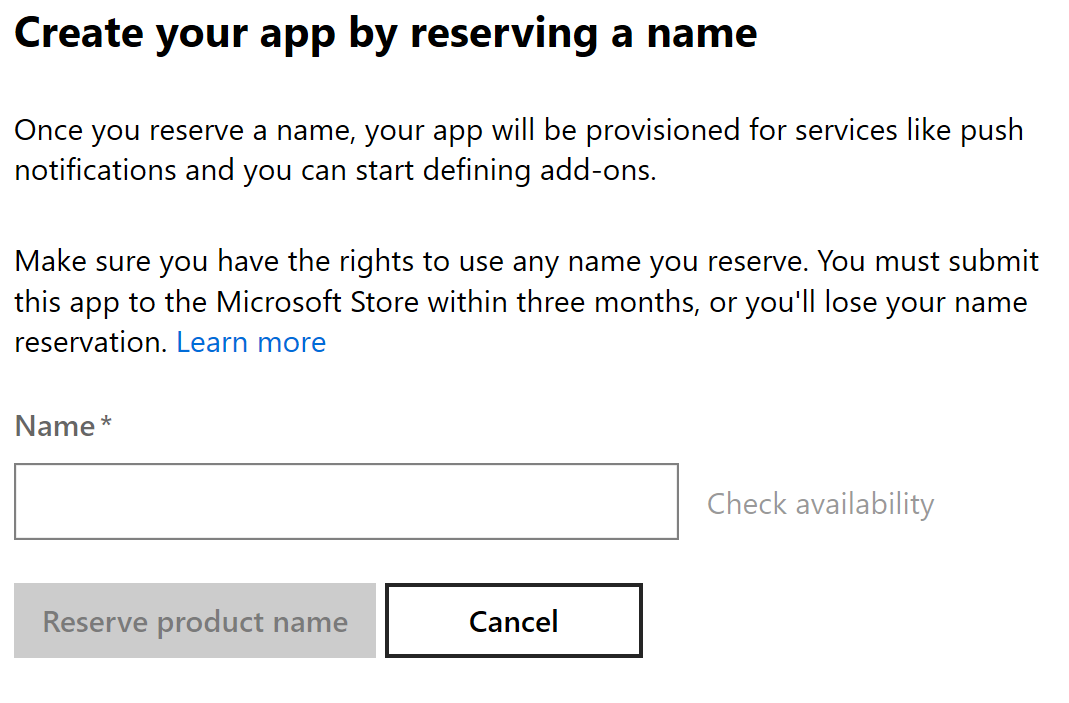 Create your app by reserving a name
Once you reserve a name, your app will be provisioned for services like push
notifications and you can start defining add-ons.
Make sure you have the rights to use any name you reserve. You must submit
this app to the Microsoft Store within three months, or you'll lose your name
reservation. Learn more
Name *
Check availability
Reserve product name Cancel